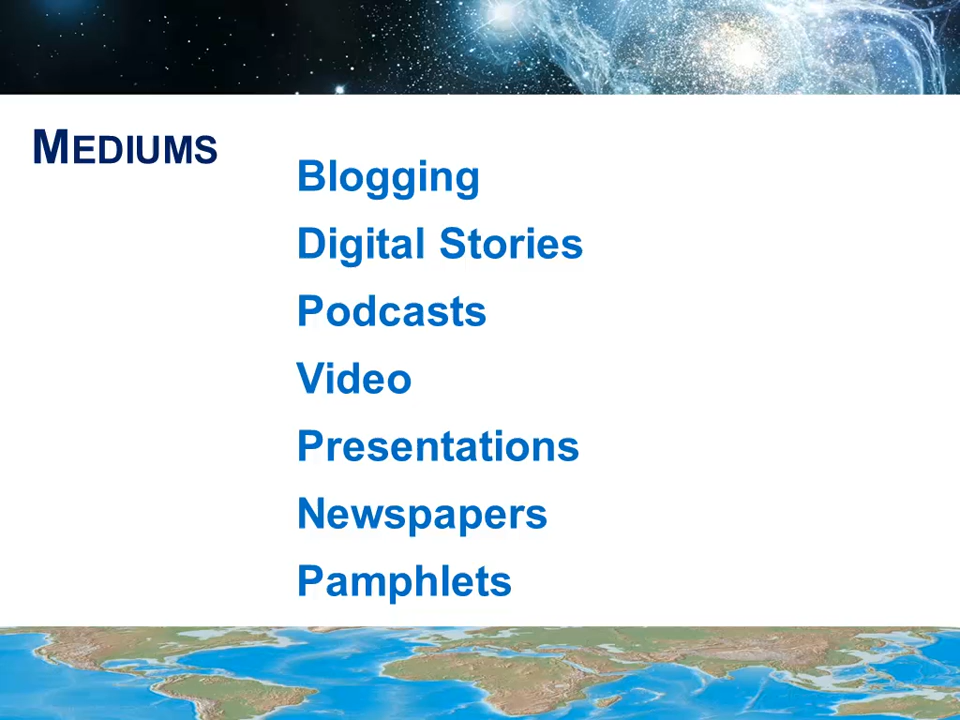 MEDIUMS
Blogging
Digital Stories
Podcasts
Video
Presentations
Newspapers
Pamphlets